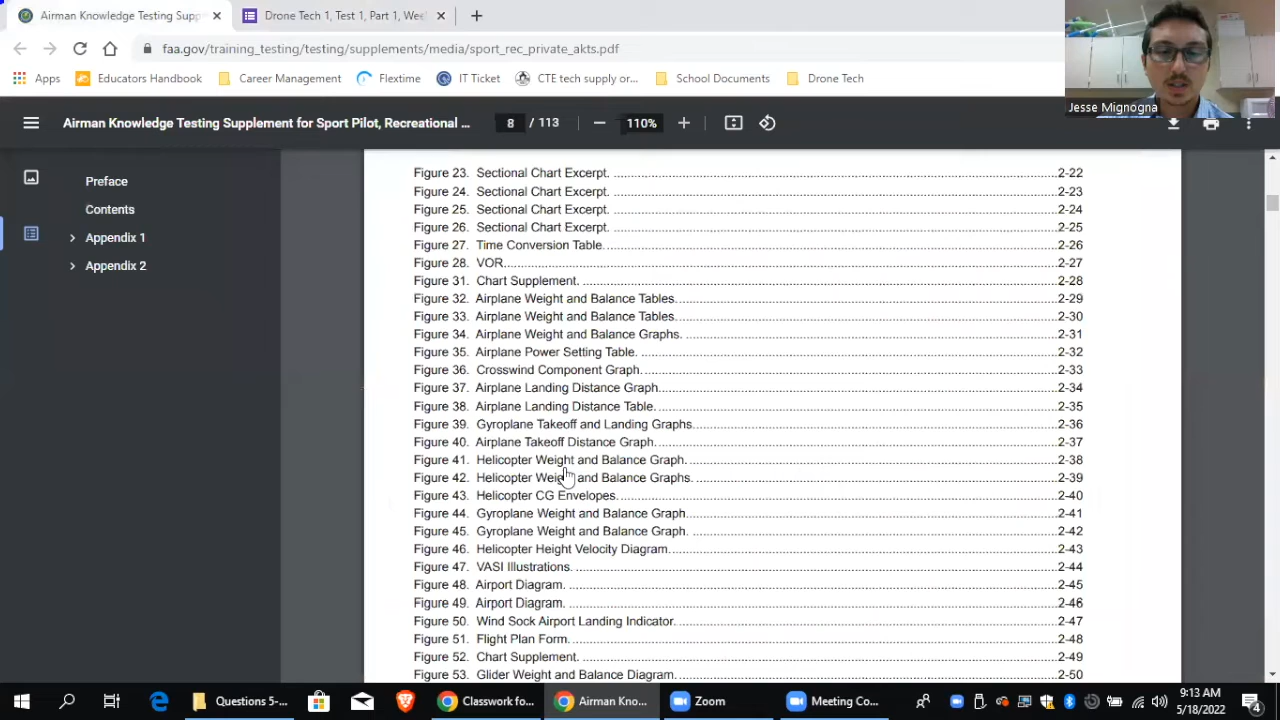 Airman Knowledge Testing Supp
Drone Tech 1, Test 1, Part 1, Wee
faa.gov/training_testing/testing/supplements/media/sport_rec_private_akts.pdf
Apps
Educators Handbook
Career Management
Flextime
IT Ticket
CTE tech supply or...
School Documents
Drone Tech
Jesse Mignogna
Airman Knowledge Testing Supplement for Sport Pilot, Recreational ...
8 / 113
110%
Preface
Contents
Appendix 1
Appendix 2
Figure 23. Sectional Chart Excerpt. 2-22
Figure 24. Sectional Chart Excerpt. 2-23
Figure 25. Sectional Chart Excerpt. 2-24
Figure 26. Sectional Chart Excerpt. 2-25
Figure 27. Time Conversion Table. 2-26
Figure 28. VOR. 2-27
Figure 31. Chart Supplement. 2-28
Figure 32. Airplane Weight and Balance Tables. 2-29
Figure 33. Airplane Weight and Balance Tables. 2-30
Figure 34. Airplane Weight and Balance Graphs. 2-31
Figure 35. Airplane Power Setting Table. 2-32
Figure 36. Crosswind Component Graph. 2-33
Figure 37. Airplane Landing Distance Graph. 2-34
Figure 38. Airplane Landing Distance Table. 2-35
Figure 39. Gyroplane Takeoff and Landing Graphs. 2-36
Figure 40. Airplane Takeoff Distance Graph. 2-37
Figure 41. Helicopter Weight and Balance Graph. 2-38
Figure 42. Helicopter Weight and Balance Graphs. 2-39
Figure 43. Helicopter CG Envelopes. 2-40
Figure 44. Gyroplane Weight and Balance Graph. 2-41
Figure 45. Gyroplane Weight and Balance Graph. 2-42
Figure 46. Helicopter Height Velocity Diagram. 2-43
Figure 47. VASI Illustrations. 2-44
Figure 48. Airport Diagram. 2-45
Figure 49. Airport Diagram. 2-46
Figure 50. Wind Sock Airport Landing Indicator. 2-47
Figure 51. Flight Plan Form. 2-48
Figure 52. Chart Supplement. 2-49
Figure 53. Glider Weight and Balance Diagram. 2-50
Questions 5-...
Classwork for...
Airman Kno...
Zoom
Meeting Co...
9:13 AM
5/18/2022
4